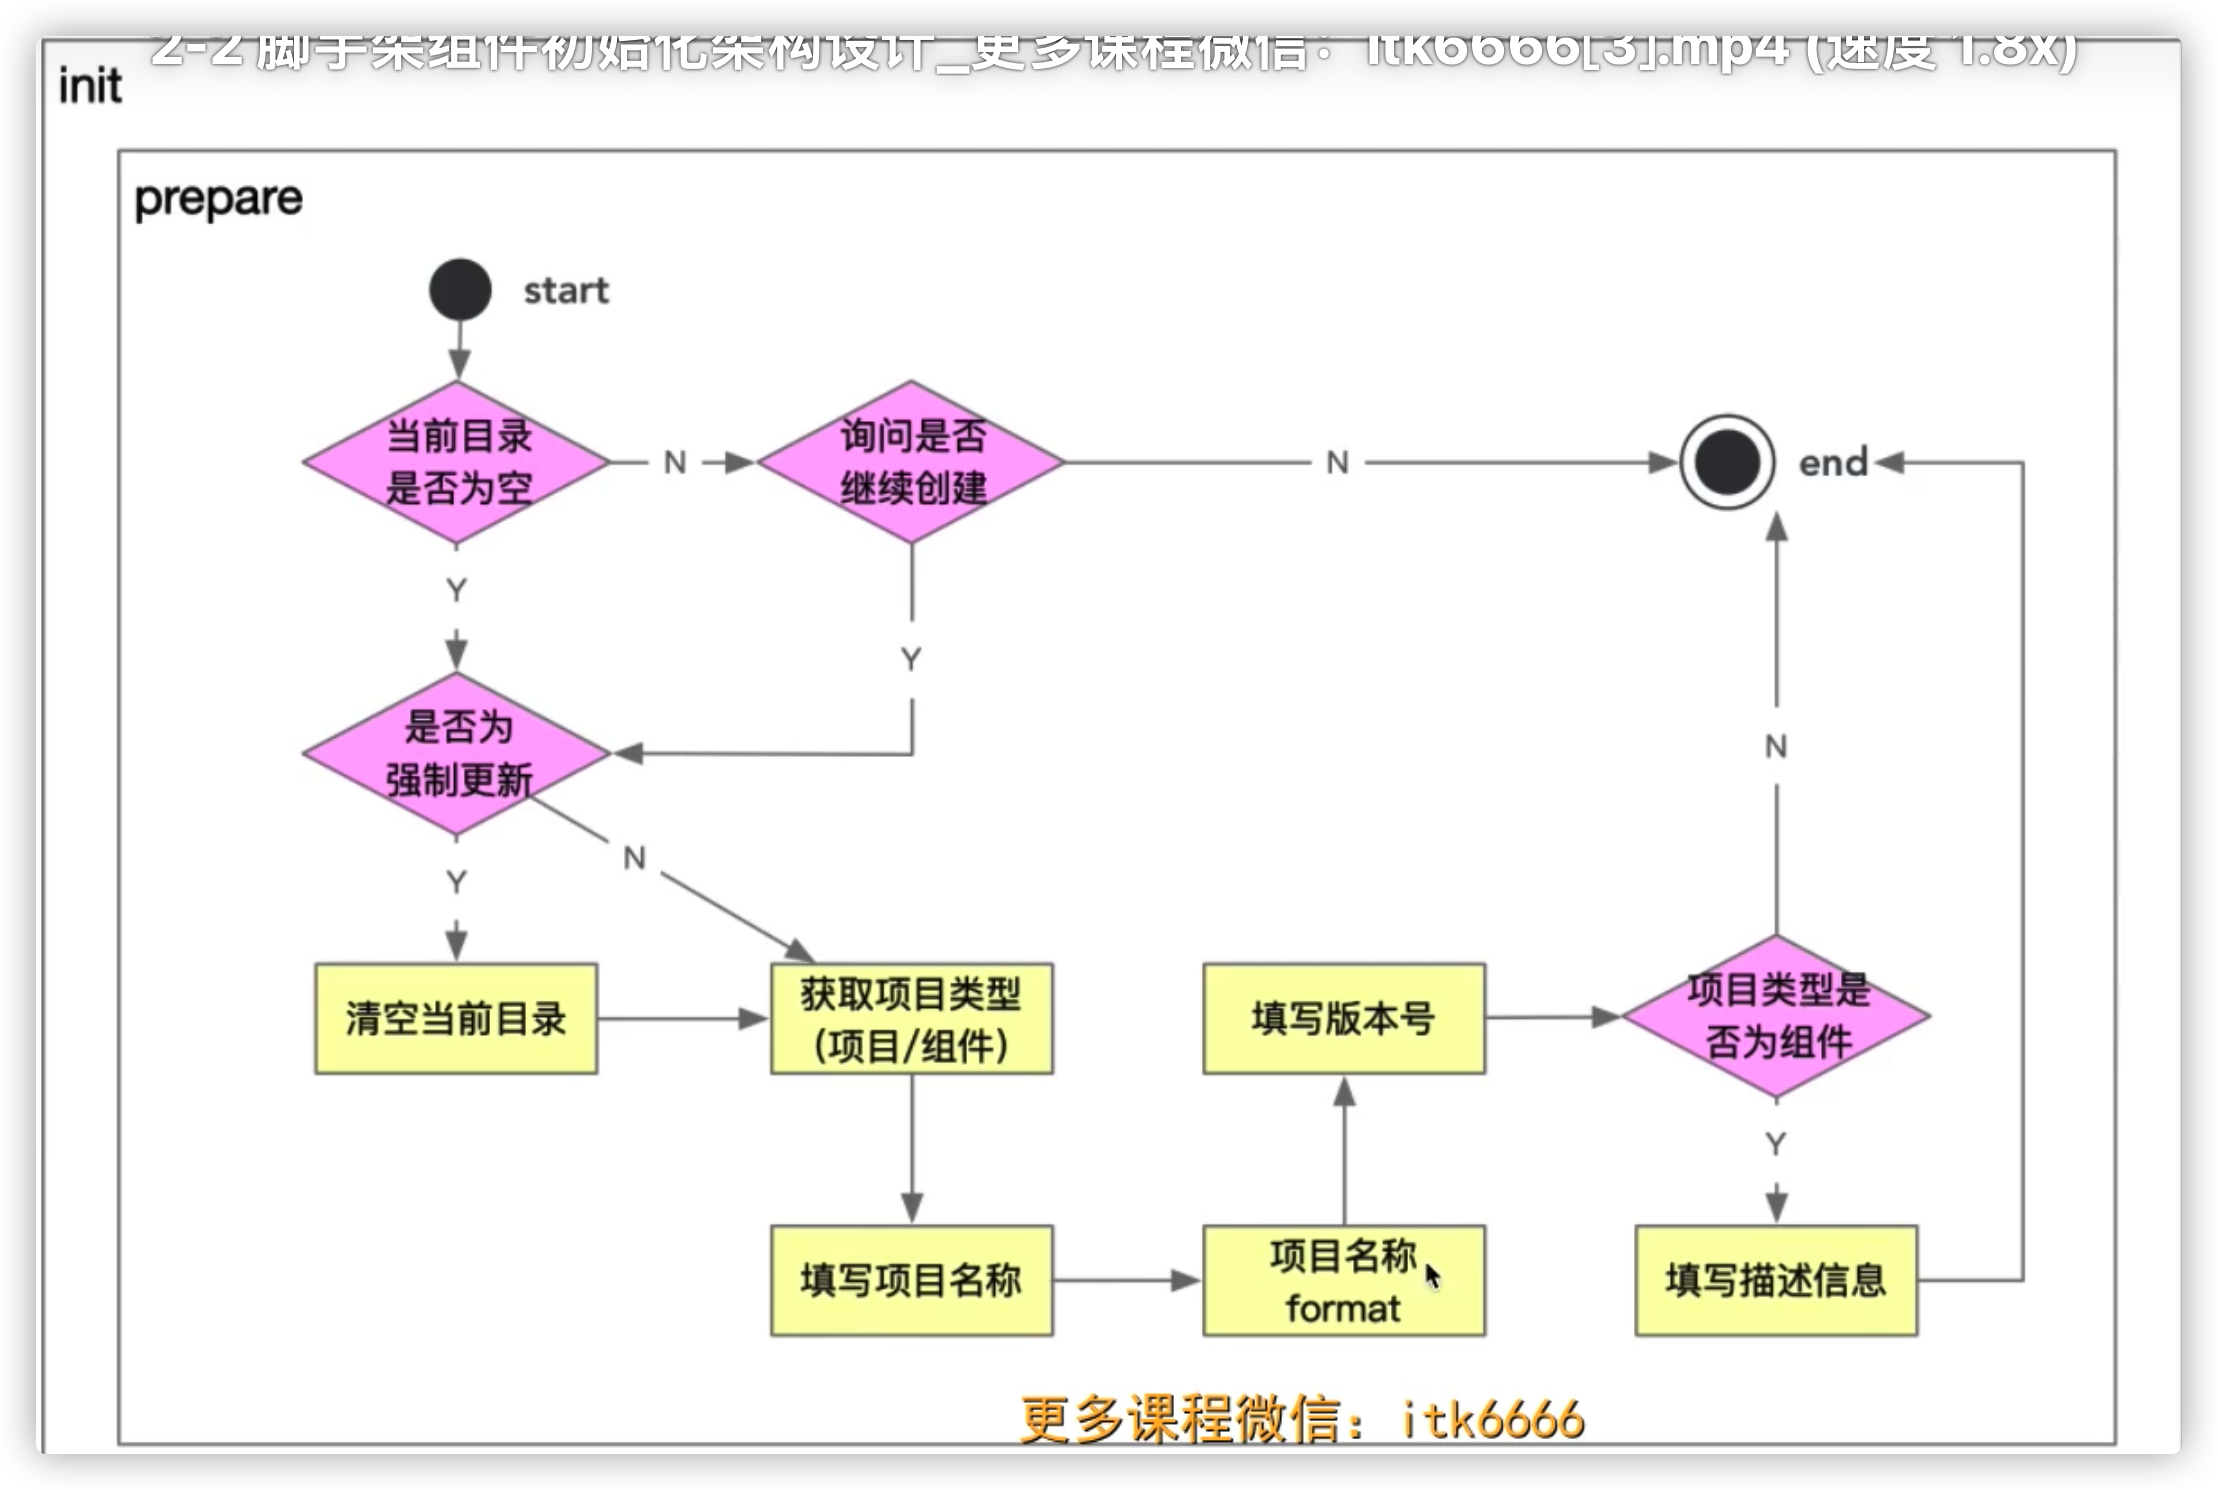 2-2 脚手架组件初始化架构设计_更多课程微信：itk6666[3].mp4 (速度 1.8x)
init
prepare
start
当前目录
是否为空
N
询问是否
继续创建
N
end
Y
Y
是否为
强制更新
N
N
Y
清空当前目录
获取项目类型
(项目/组件)
填写版本号
项目类型是
否为组件
Y
填写项目名称
项目名称
format
填写描述信息
更多课程微信：itk6666